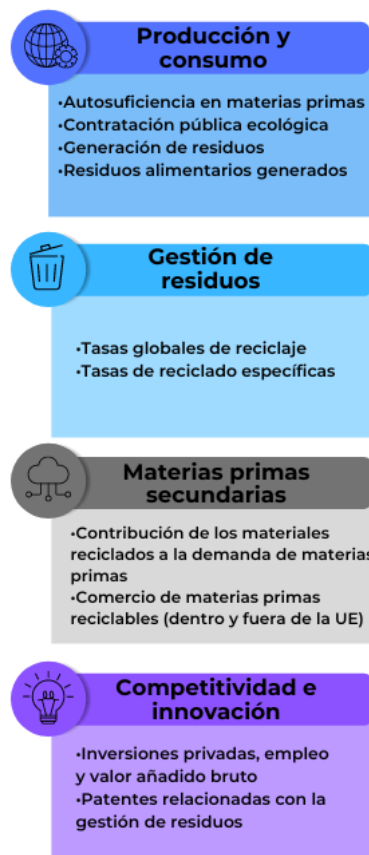 Producción y
consumo
•Autosuficiencia en materias primas
•Contratación pública ecológica
•Generación de residuos
•Residuos alimentarios generados
Gestión de
residuos
•Tasas globales de reciclaje
•Tasas de reciclado específicas
Materias primas
secundarias
•Contribución de los materiales
reciclados a la demanda de materias
primas
•Comercio de materias primas
reciclables (dentro y fuera de la UE)
Competitividad e
innovación
•Inversiones privadas, empleo
y valor añadido bruto
•Patentes relacionadas con la
gestión de residuos